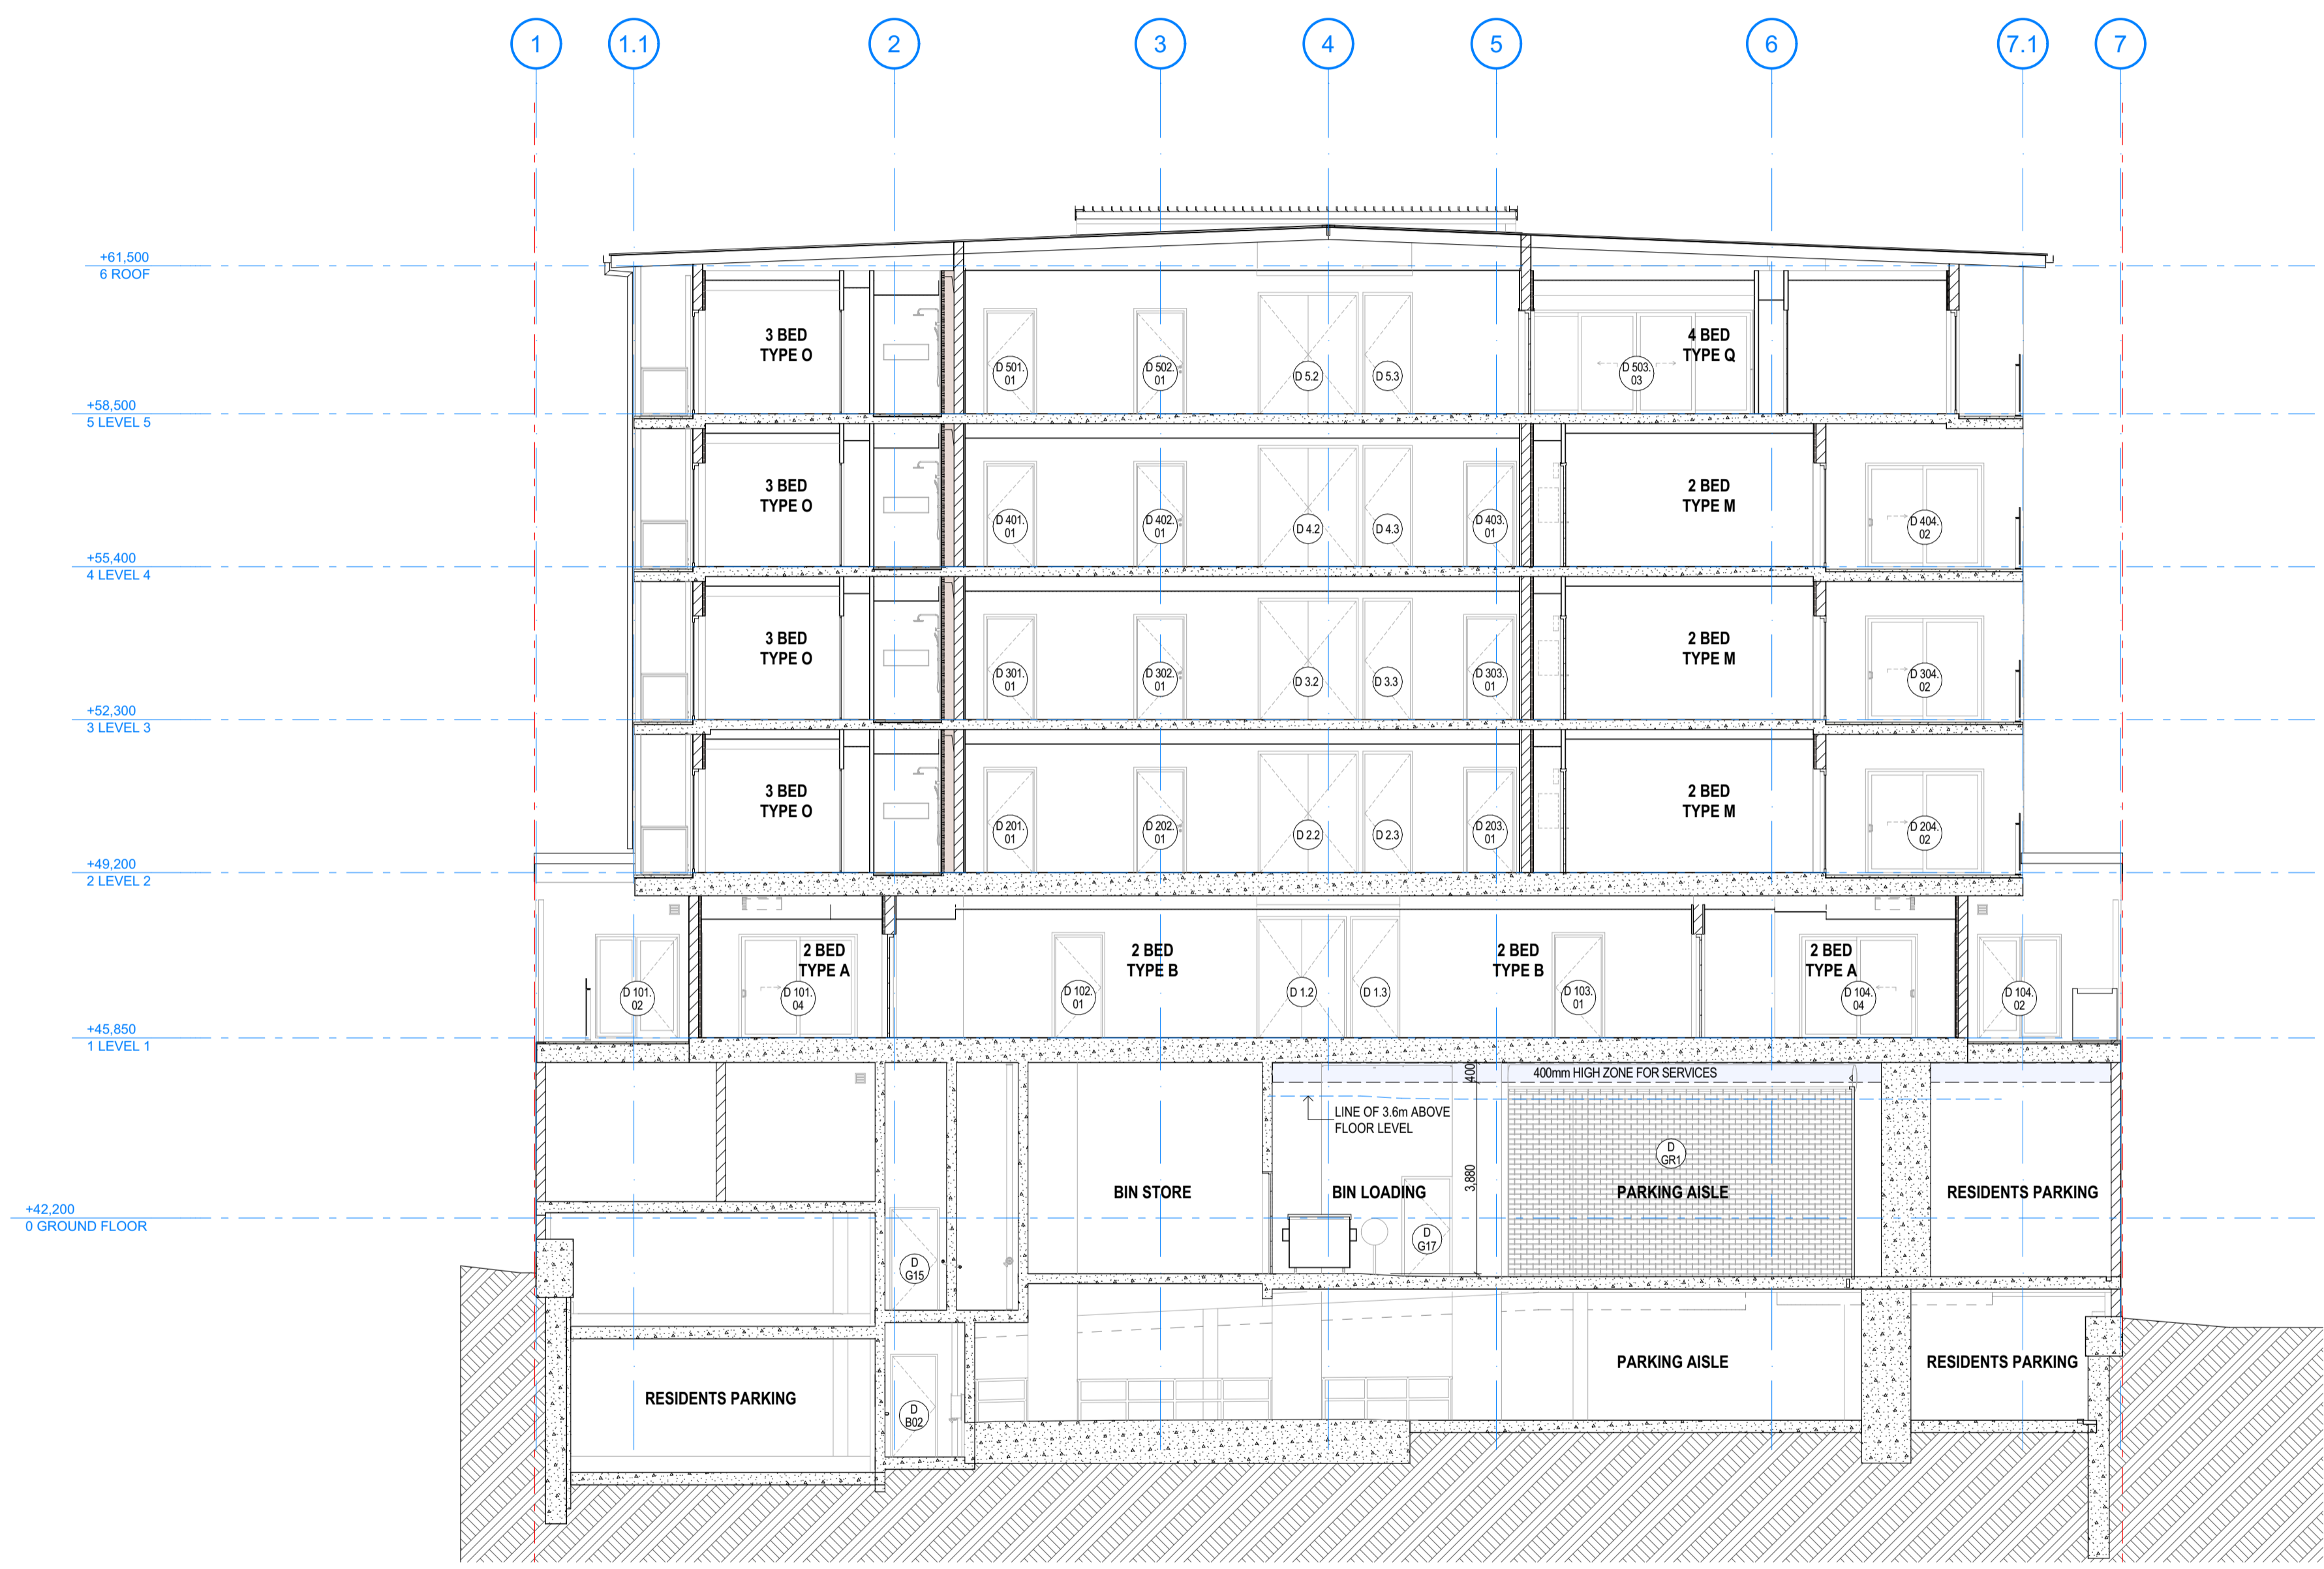 1 1.1 2 3 4 5 6 7.1 7
+61,500
6 ROOF
3 BED
TYPE O
4 BED
TYPE Q
D 501.
01
D 502.
01
D 5.2
D 5.3
D 503.
03
+58,500
5 LEVEL 5
3 BED
TYPE O
2 BED
TYPE M
D 401.
01
D 402.
01
D 4.2
D 4.3
D 403.
01
D 404.
02
+55,400
4 LEVEL 4
3 BED
TYPE O
2 BED
TYPE M
D 301.
01
D 302.
01
D 3.2
D 3.3
D 303.
01
D 304.
02
+52,300
3 LEVEL 3
3 BED
TYPE O
2 BED
TYPE M
D 201.
01
D 202.
01
D 2.2
D 2.3
D 203.
01
D 204.
02
+49,200
2 LEVEL 2
2 BED
TYPE A
2 BED
TYPE B
2 BED
TYPE B
2 BED
TYPE A
D 101.
02
D 101.
04
D 102.
01
D 1.2
D 1.3
D 103.
01
D 104.
04
D 104.
02
+45,850
1 LEVEL 1
400
400mm HIGH ZONE FOR SERVICES
LINE OF 3.6m ABOVE
FLOOR LEVEL
D
GR1
3,880
BIN STORE
BIN LOADING
PARKING AISLE
RESIDENTS PARKING
+42,200
0 GROUND FLOOR
D
G17
D
G15
PARKING AISLE
RESIDENTS PARKING
RESIDENTS PARKING
D
B02